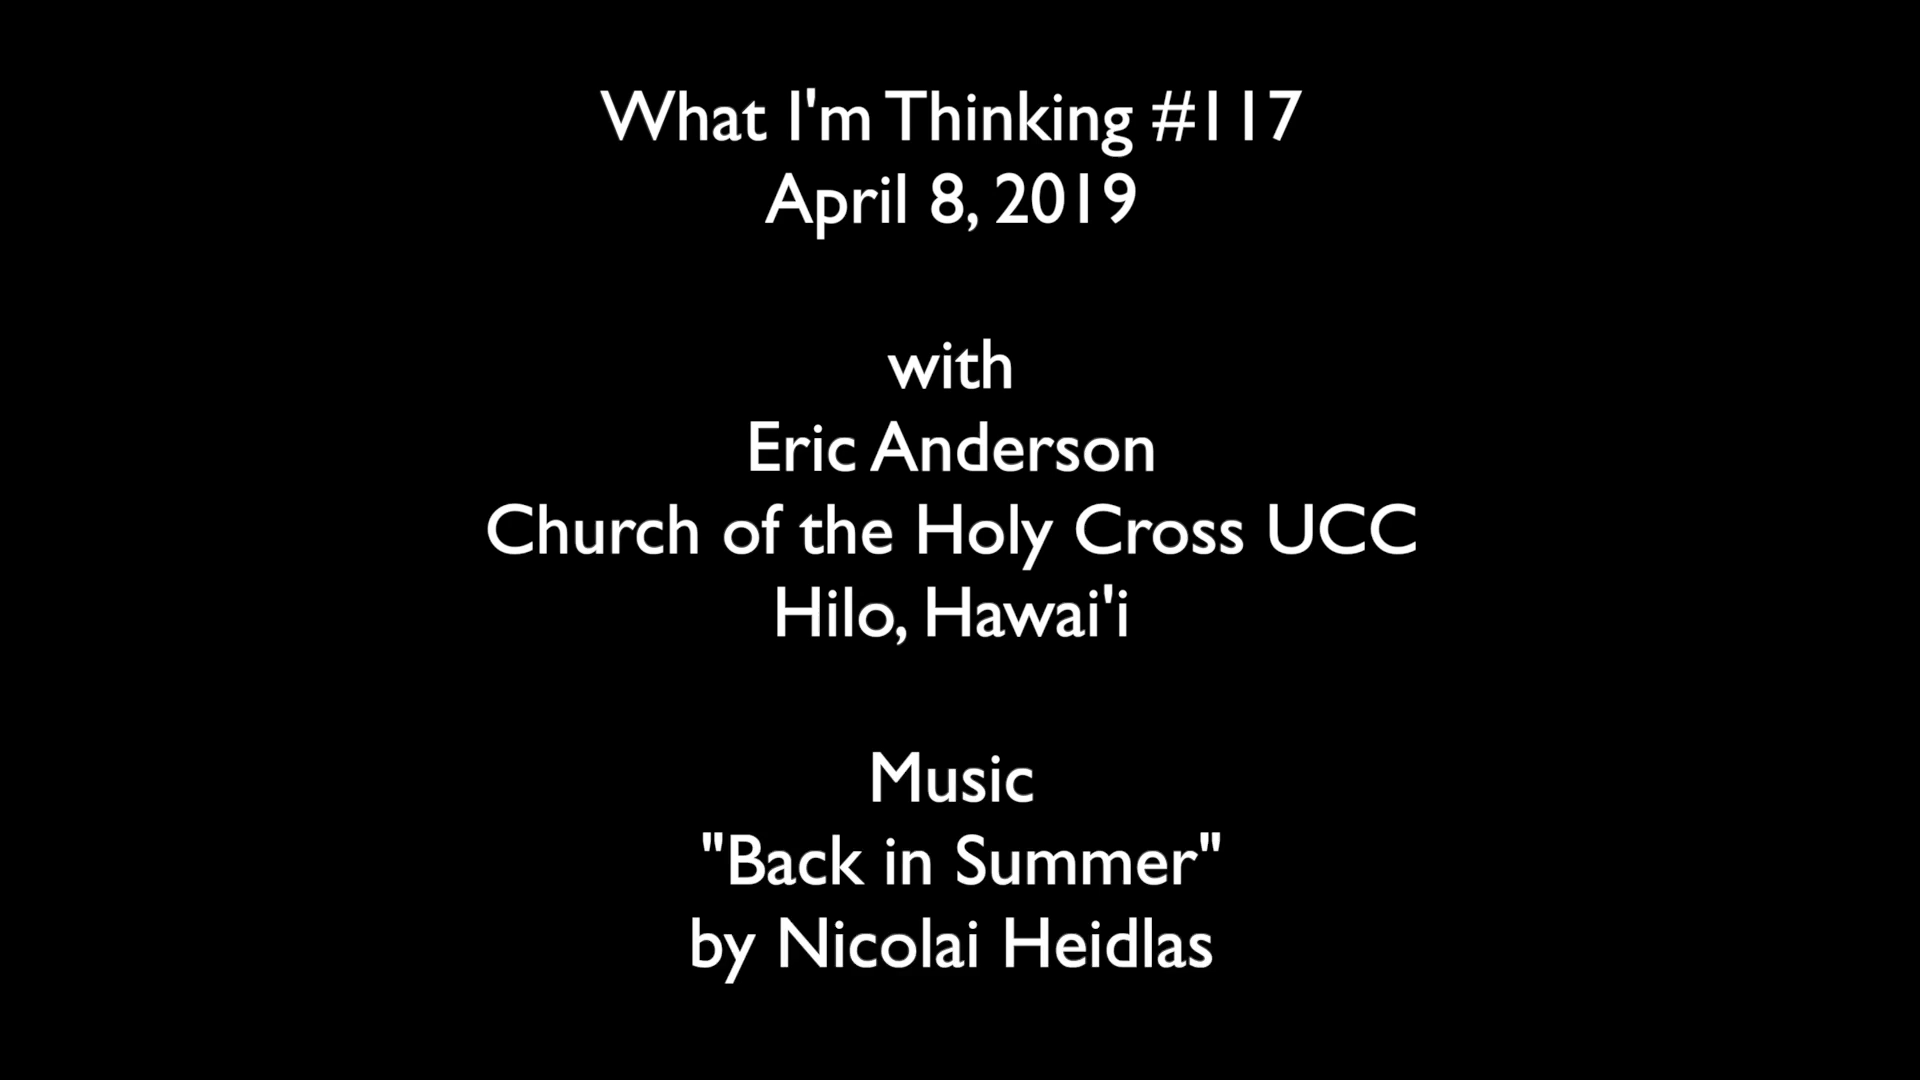 What I'm Thinking #117
April 8, 2019
with
Eric Anderson
Church of the Holy Cross UCC
Hilo, Hawai'i
Music
"Back in Summer"
by Nicolai Heidlas